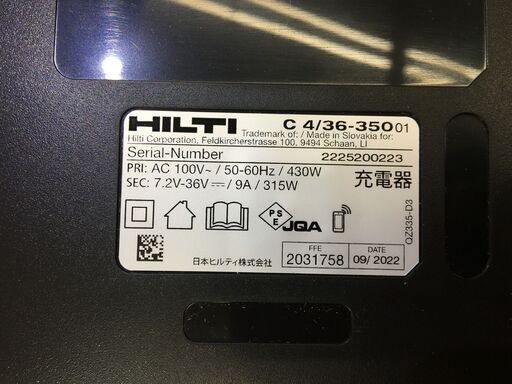 HILTI C 4/36-350 01
Trademark of: / Made in Slovakia for:
Hilti Corporation, Feldkircherstrasse 100, 9494 Schaan, LI
Serial-Number 2225200223
PRI: AC 100V~ / 50-60Hz / 430W
SEC: 7.2V-36V⎓ / 9A / 315W
充電器
PS
E
JQA
QZ335-D3
日本ヒルティ株式会社
FFE
2031758
DATE
09/ 2022